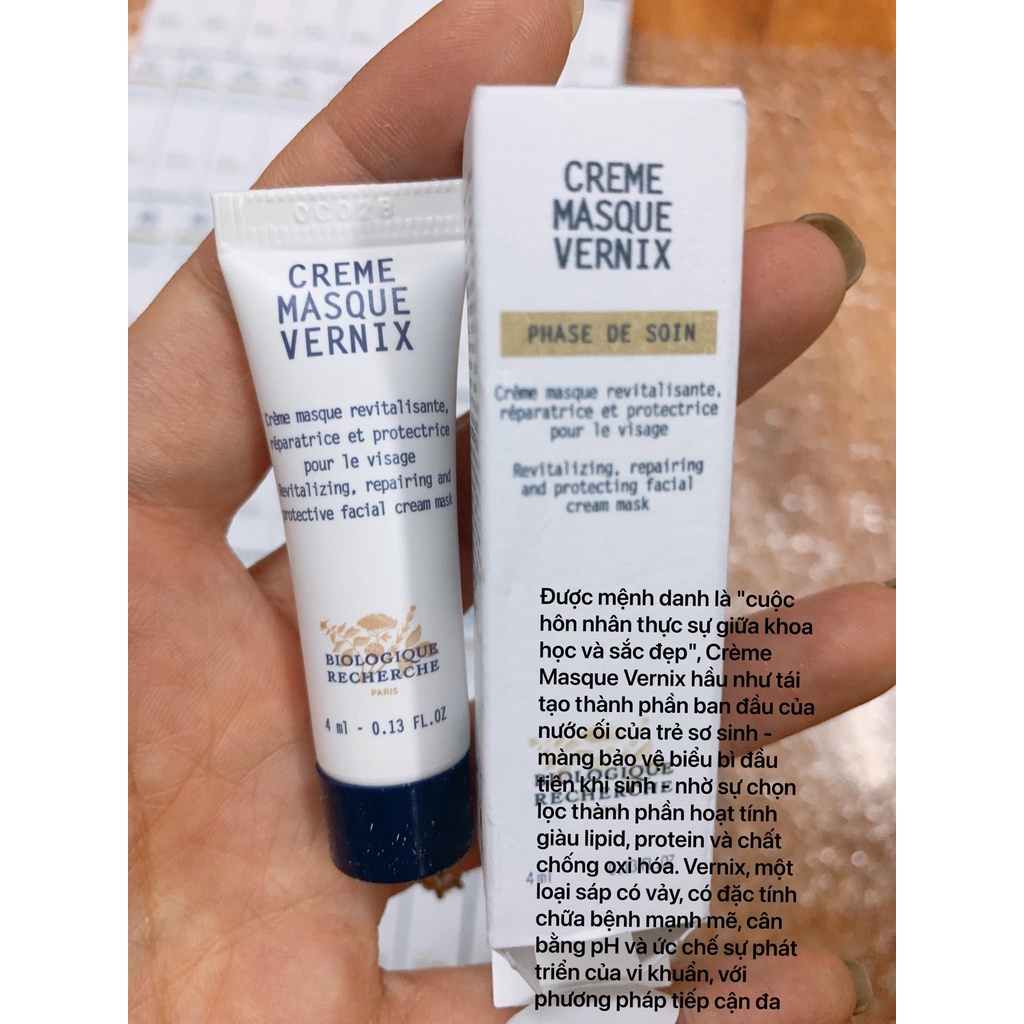 0C02B
CREME
MASQUE
VERNIX
Crème masque revitalisante,
réparatrice et protectrice
pour le visage
Revitalizing, repairing and
protective facial cream mask
BIOLOGIQUE
RECHERCHE
PARIS
4 ml - 0.13 FL.OZ
CREME
MASQUE
VERNIX
PHASE DE SOIN
Crème masque revitalisante,
réparatrice et protectrice
pour le visage
Revitalizing, repairing
and protecting facial
cream mask
BIOLOGIQUE
RECHERCHE
4 ml
Được mệnh danh là "cuộc
hôn nhân thực sự giữa khoa
học và sắc đẹp", Crème
Masque Vernix hầu như tái
tạo thành phần ban đầu của
nước ối của trẻ sơ sinh -
màng bảo vệ biểu bì đầu
tiên khi sinh - nhờ sự chọn
lọc thành phần hoạt tính
giàu lipid, protein và chất
chống oxi hóa. Vernix, một
loại sáp có vảy, có đặc tính
chữa bệnh mạnh mẽ, cân
bằng pH và ức chế sự phát
triển của vi khuẩn, với
phương pháp tiếp cận đa